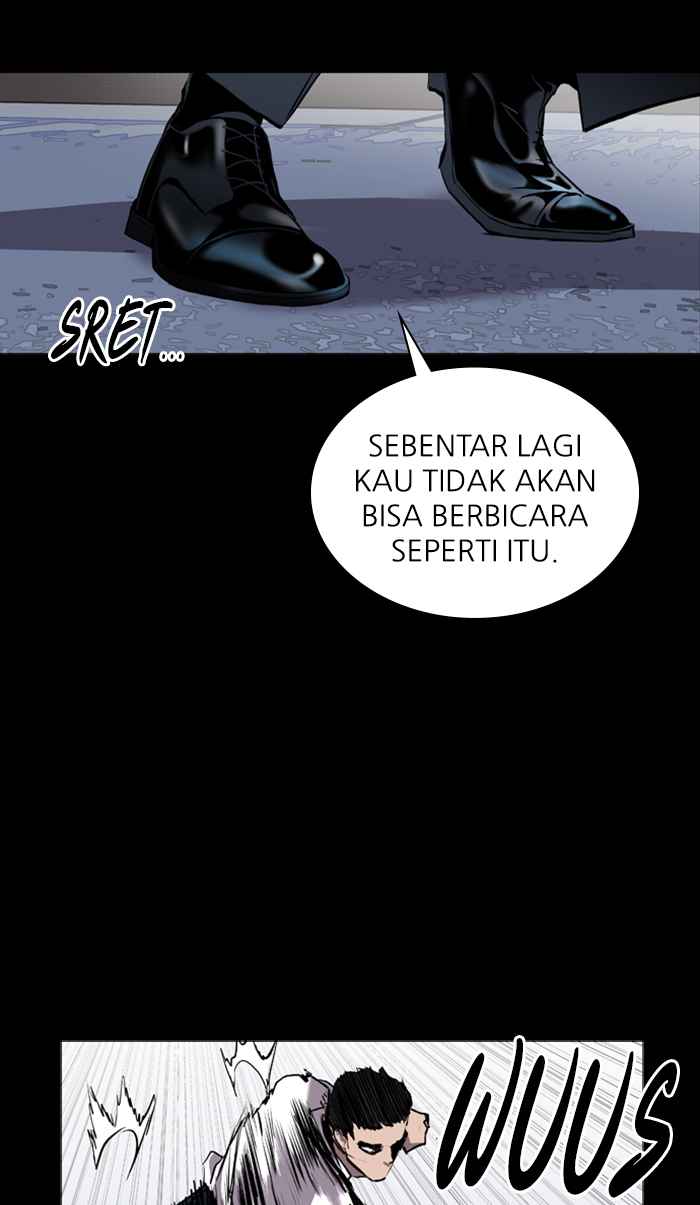 SRET...
SEBENTAR LAGI
KAU TIDAK AKAN
BISA BERBICARA
SEPERTI ITU.
WUUS